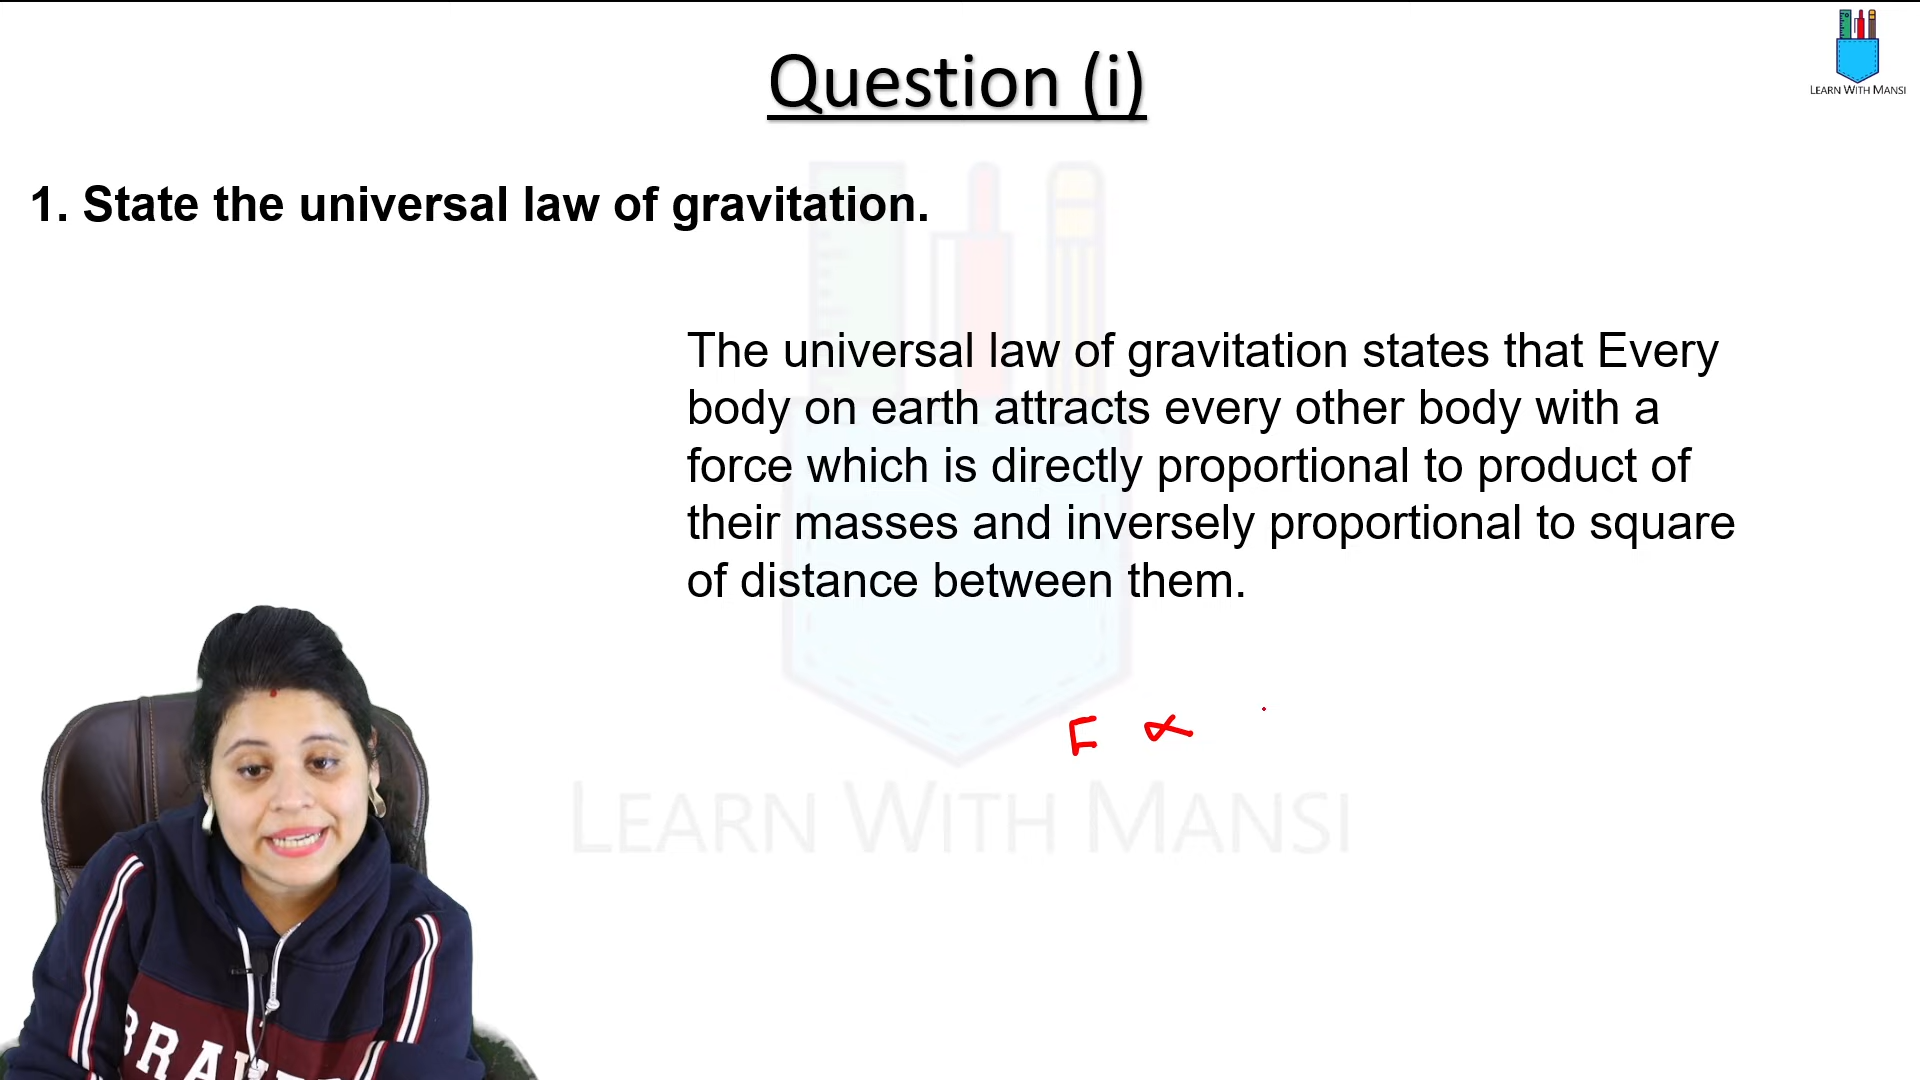 Question (i)
LEARN WITH MANSI
1. State the universal law of gravitation.
The universal law of gravitation states that Every
body on earth attracts every other body with a
force which is directly proportional to product of
their masses and inversely proportional to square
of distance between them.
F ∝
LEARN WITH MANSI